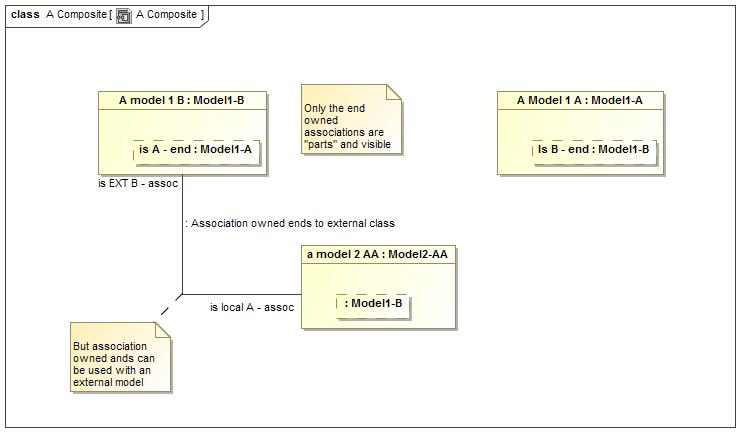 class A Composite [ A Composite ]
A model 1 B : Model1-B
is A - end : Model1-A
Only the end
owned
associations are
"parts" and visible
A Model 1 A : Model1-A
Is B - end : Model1-B
is EXT B - assoc
: Association owned ends to external class
a model 2 AA : Model2-AA
: Model1-B
is local A - assoc
But association
owned ands can
be used with an
external model